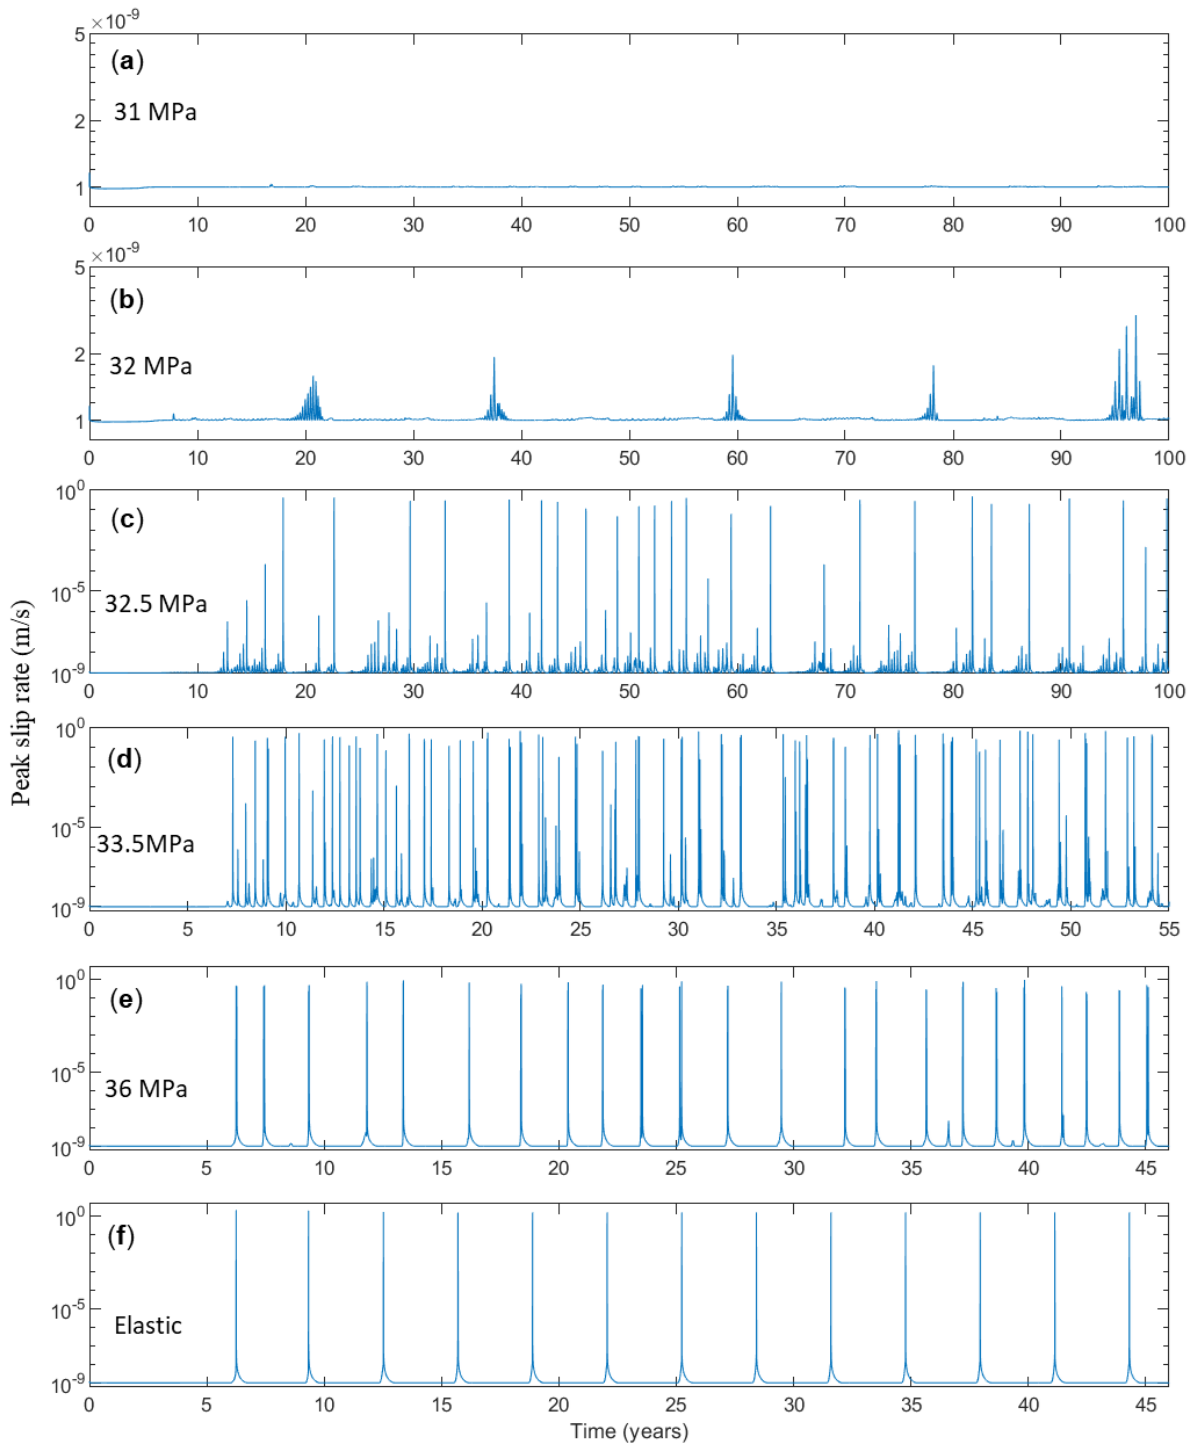 ×10⁻⁹
5
(a)
31 MPa
2
1
0 10 20 30 40 50 60 70 80 90 100
×10⁻⁹
5
(b)
32 MPa
2
1
0 10 20 30 40 50 60 70 80 90 100
10⁰
(c)
10⁻⁵
32.5 MPa
10⁻⁹
0 10 20 30 40 50 60 70 80 90 100
Peak slip rate (m/s)
10⁰
(d)
10⁻⁵
33.5MPa
10⁻⁹
0 5 10 15 20 25 30 35 40 45 50 55
10⁰
(e)
10⁻⁵
36 MPa
10⁻⁹
0 5 10 15 20 25 30 35 40 45
10⁰
(f)
10⁻⁵
Elastic
10⁻⁹
0 5 10 15 20 25 30 35 40 45
Time (years)